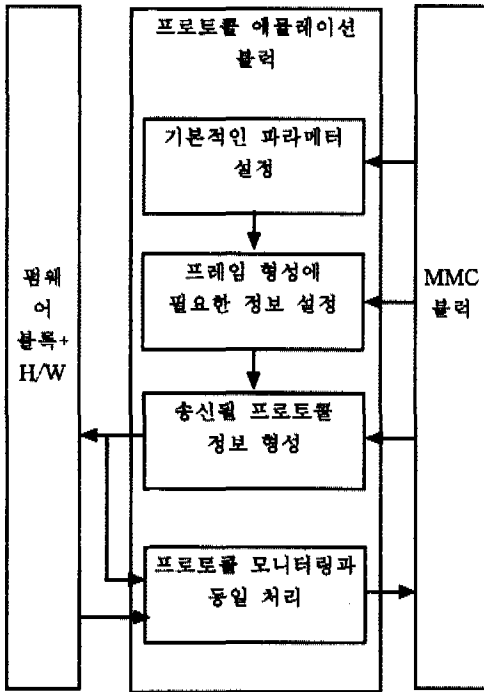 프로토콜 에뮬레이션
블럭
기본적인 파라메터
설정
프레임 형성에
필요한 정보 설정
송신될 프로토콜
정보 형성
프로토콜 모니터링과
동일 처리
펌웨
어
블록+
H/W
MMC
블럭